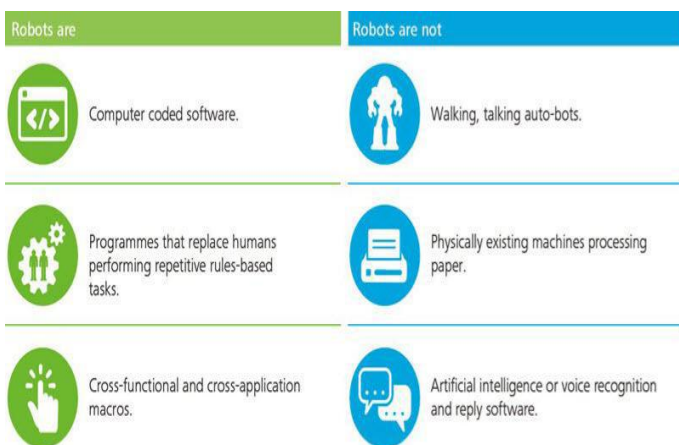 Robots are
Robots are not
Computer coded software.
Walking, talking auto-bots.
Programmes that replace humans
performing repetitive rules-based
tasks.
Physically existing machines processing
paper.
Cross-functional and cross-application
macros.
Artificial intelligence or voice recognition
and reply software.